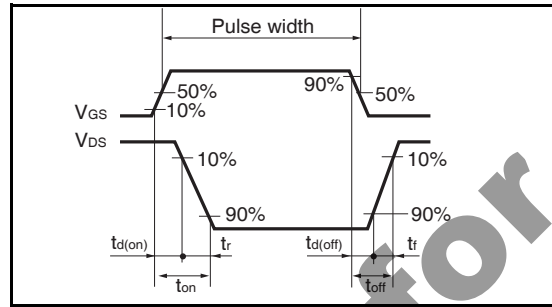 Pulse width
90%
50%
50%
10%
VGS
VDS
10%
10%
90%
90%
td(on)
tr
td(off)
tf
ton
toff
for